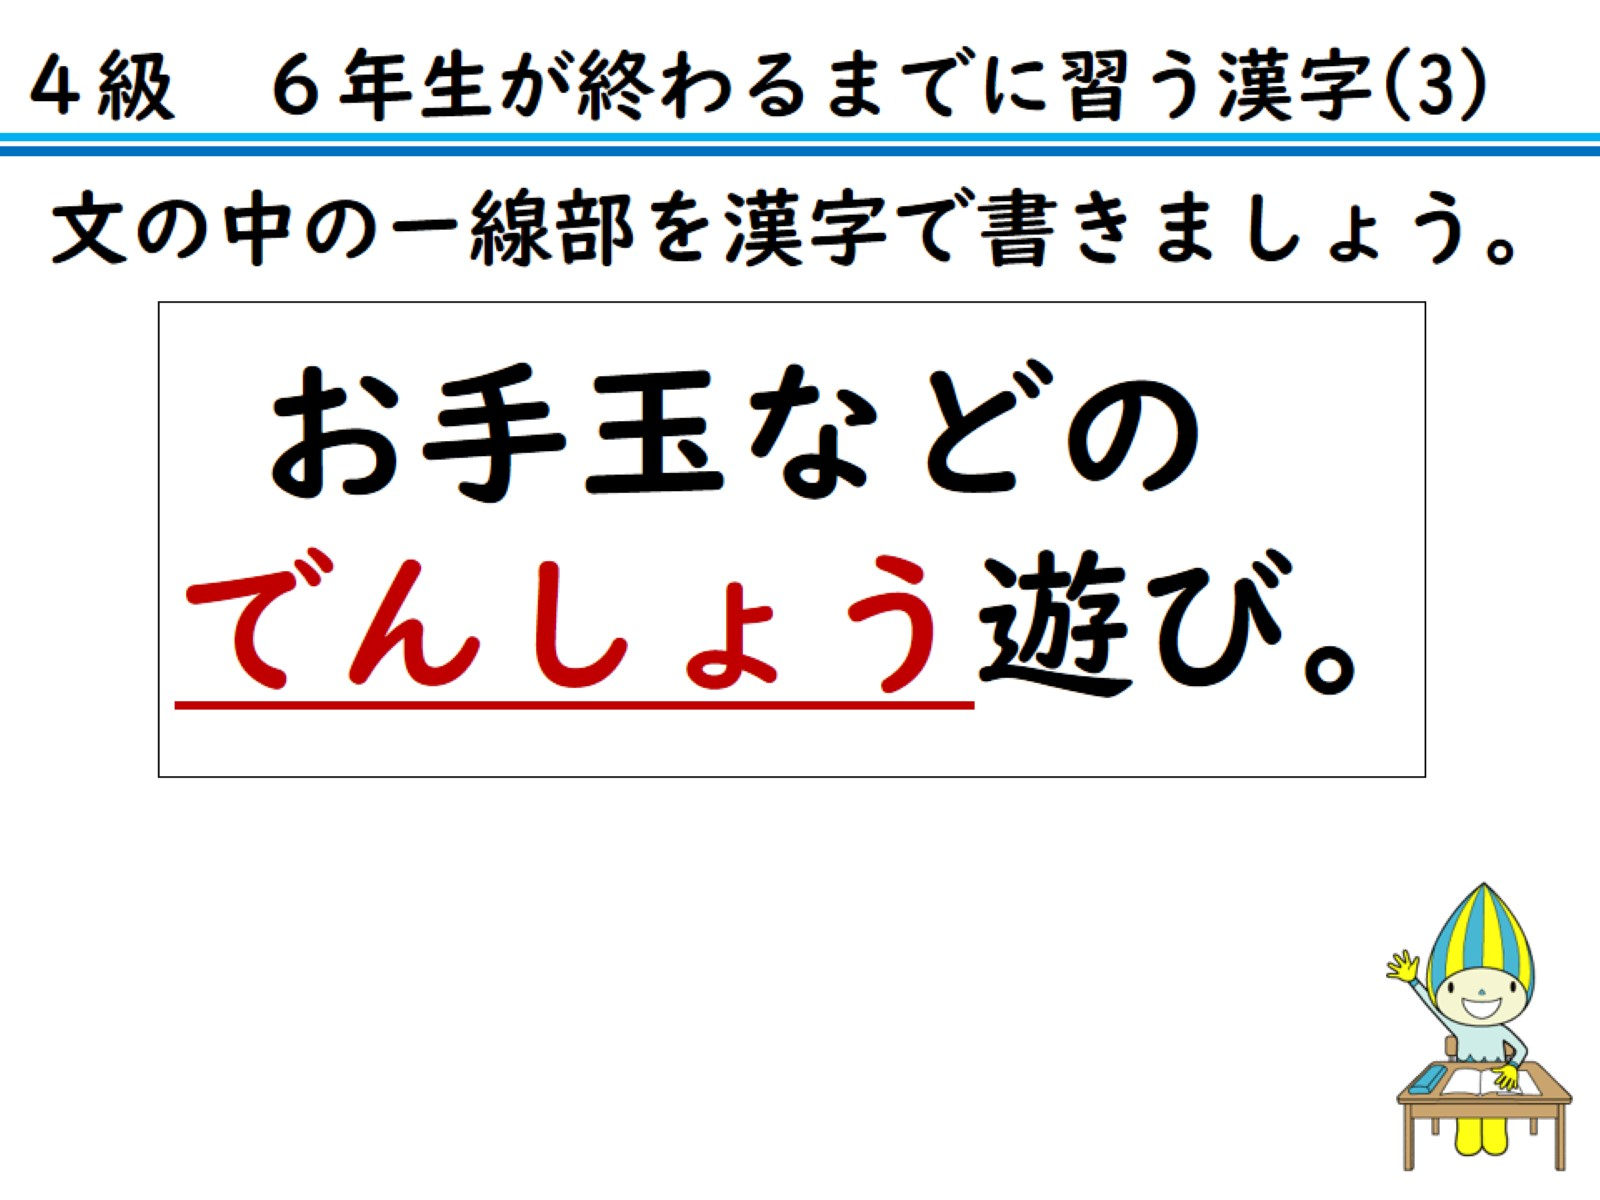 ４級　６年生が終わるまでに習う漢字(3)
文の中の―線部を漢字で書きましょう。
お手玉などの
でんしょう遊び。